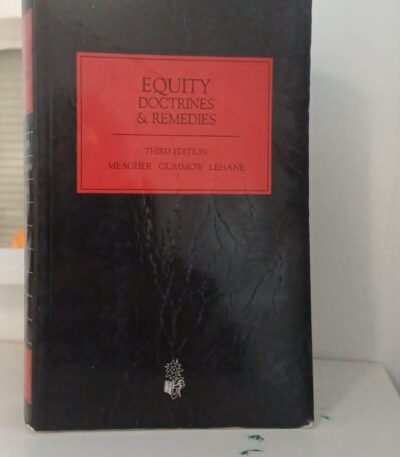 EQUITY
DOCTRINES
& REMEDIES
THIRD EDITION
MEAGHER GUMMOW LEHANE